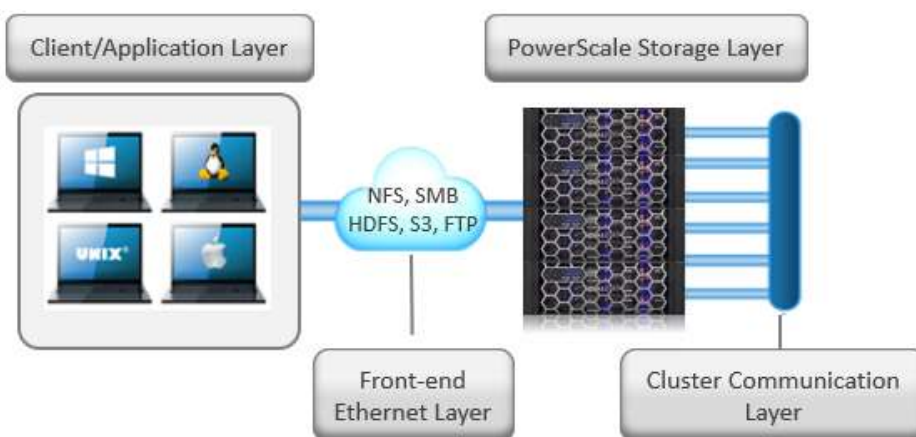 Client/Application Layer
PowerScale Storage Layer
NFS, SMB
HDFS, S3, FTP
UNIX®
Front-end
Ethernet Layer
Cluster Communication
Layer